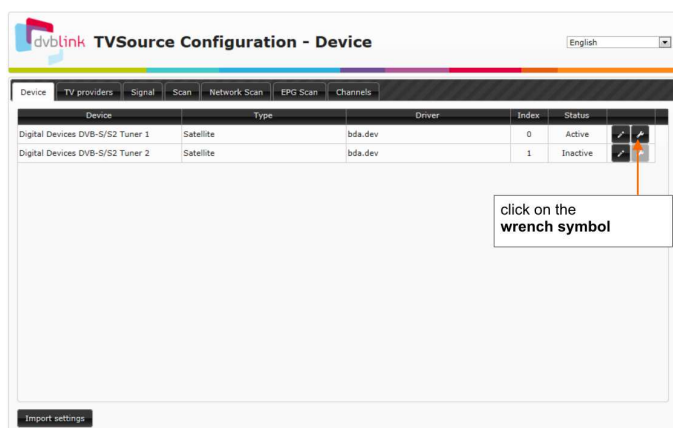 dvblink TVSource Configuration - Device
English
Device TV providers Signal Scan Network Scan EPG Scan Channels
Device Type Driver Index Status
Digital Devices DVB-S/S2 Tuner 1 Satellite bda.dev 0 Active
Digital Devices DVB-S/S2 Tuner 2 Satellite bda.dev 1 Inactive
click on the
wrench symbol
Import settings